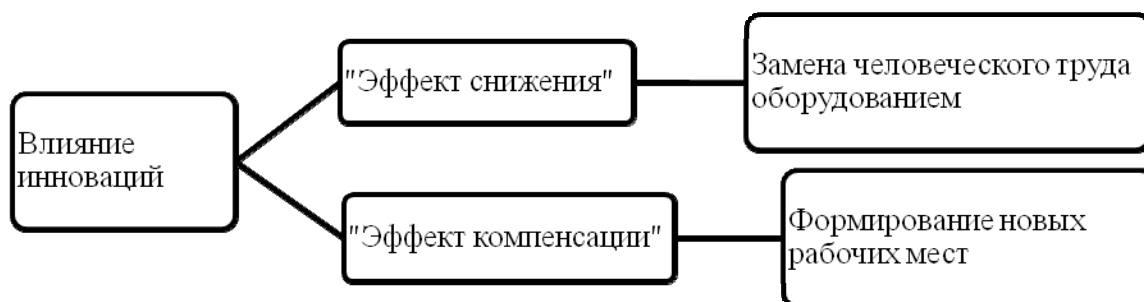 Влияние
инноваций
"Эффект снижения"
Замена человеческого труда
оборудованием
"Эффект компенсации"
Формирование новых
рабочих мест